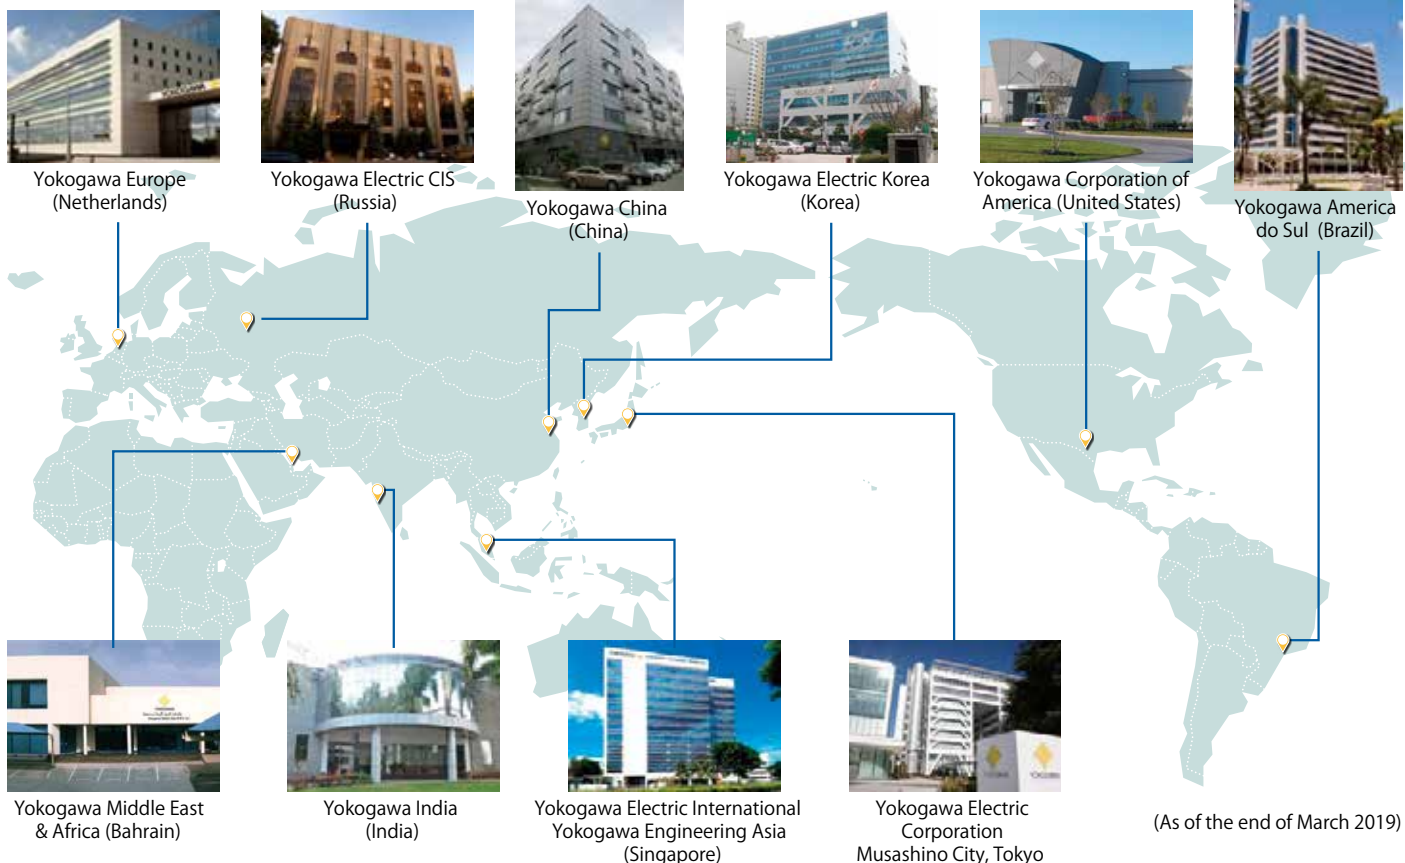 Yokogawa Europe
(Netherlands)
Yokogawa Electric CIS
(Russia)
Yokogawa China
(China)
Yokogawa Electric Korea
(Korea)
Yokogawa Corporation of
America (United States)
Yokogawa America
do Sul (Brazil)
Yokogawa Middle East
& Africa (Bahrain)
Yokogawa India
(India)
Yokogawa Electric International
Yokogawa Engineering Asia
(Singapore)
Yokogawa Electric
Corporation
Musashino City, Tokyo
(As of the end of March 2019)
YOKOGAWA
YOKOGAWA